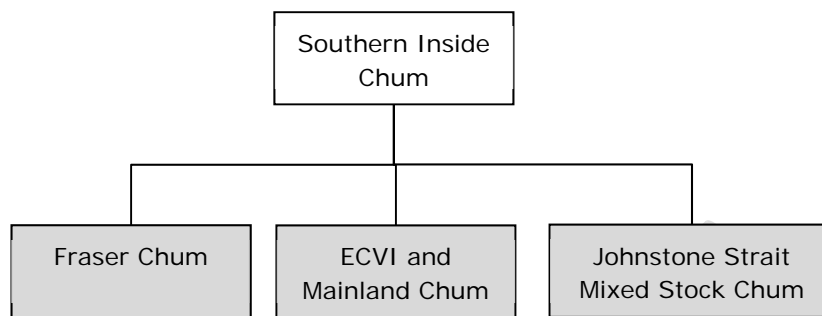 Southern Inside
Chum
Fraser Chum
ECVI and
Mainland Chum
Johnstone Strait
Mixed Stock Chum